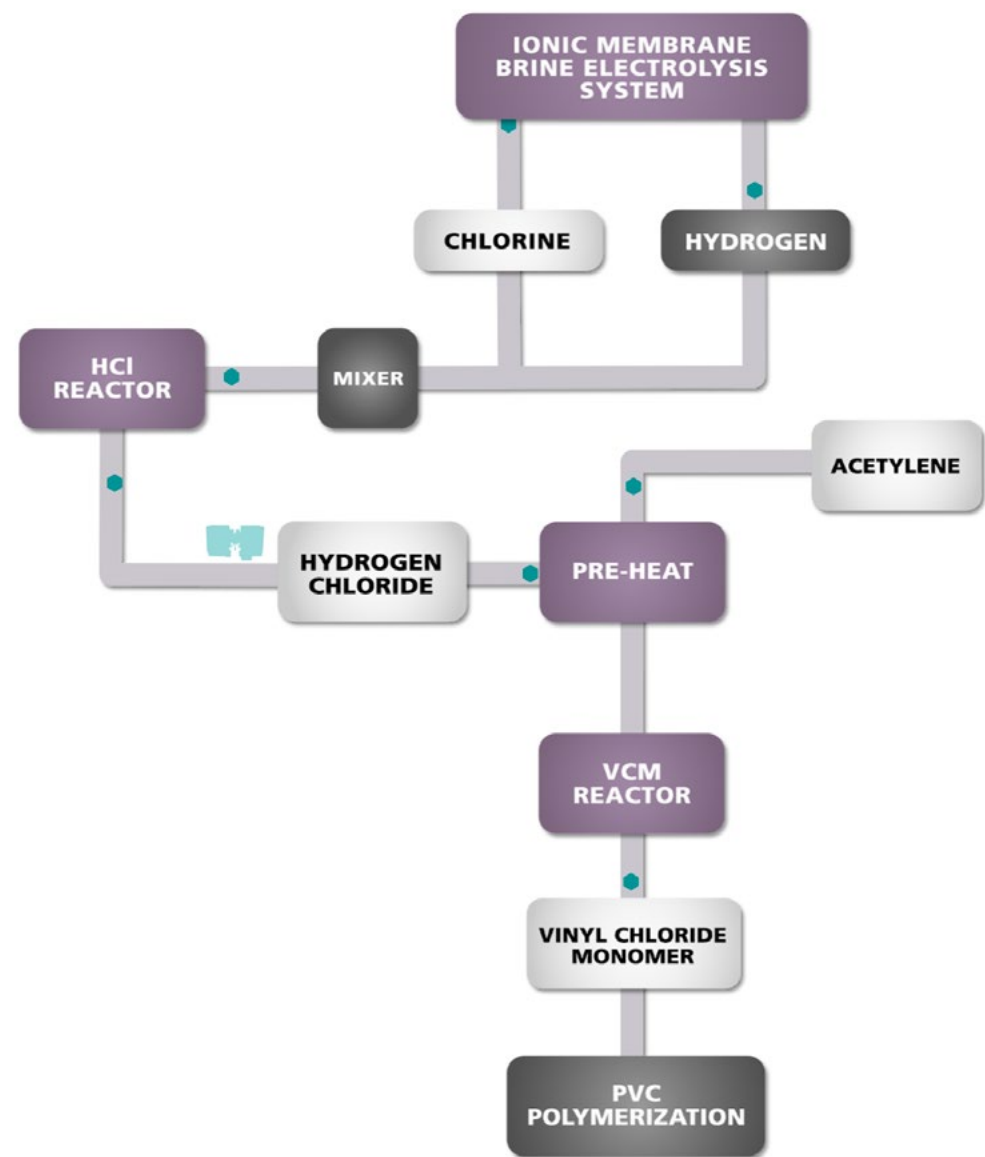 IONIC MEMBRANE
BRINE ELECTROLYSIS
SYSTEM
CHLORINE
HYDROGEN
HCl
REACTOR
MIXER
ACETYLENE
HYDROGEN
CHLORIDE
PRE-HEAT
VCM
REACTOR
VINYL CHLORIDE
MONOMER
PVC
POLYMERIZATION